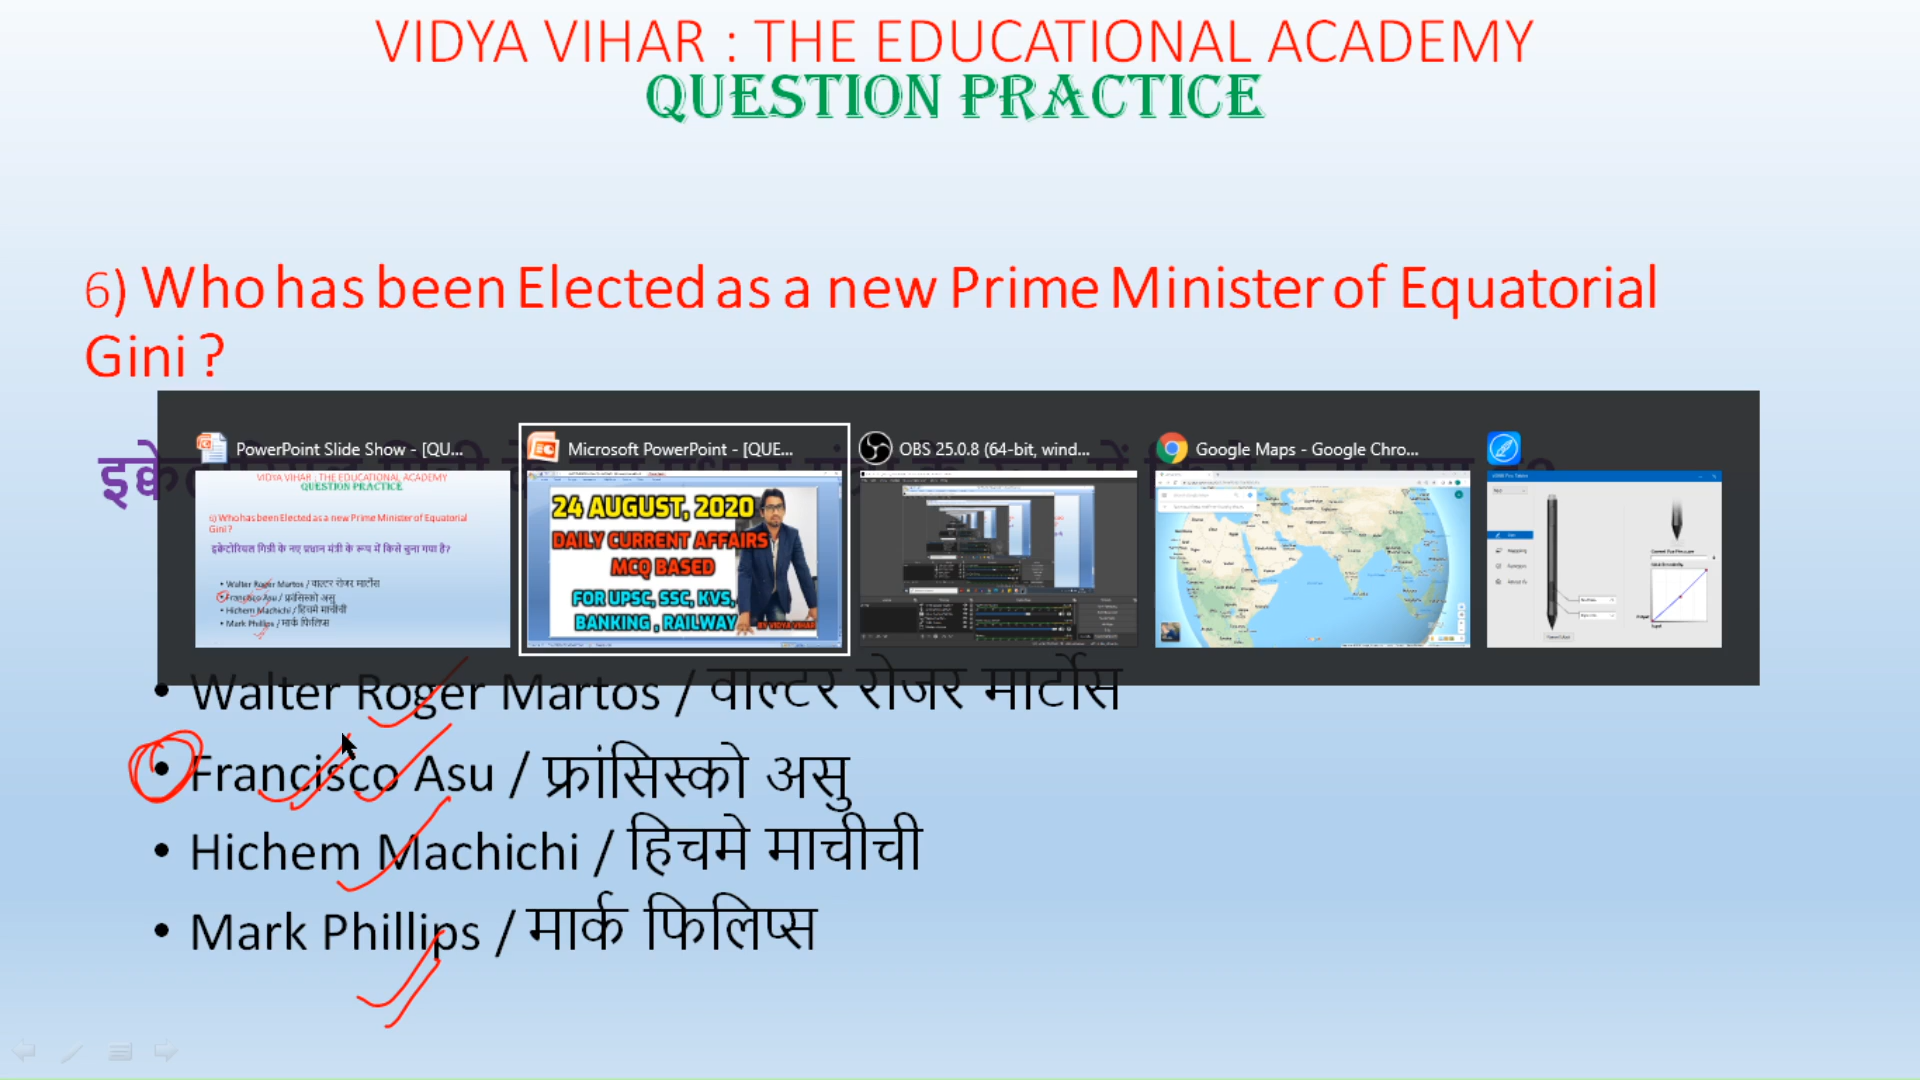 VIDYA VIHAR : THE EDUCATIONAL ACADEMY
QUESTION PRACTICE
6) Who has been Elected as a new Prime Minister of Equatorial
Gini ?
PowerPoint Slide Show - [QU...
Microsoft PowerPoint - [QUE...
OBS 25.0.8 (64-bit, wind...
Google Maps - Google Chro...
VIDYA VIHAR : THE EDUCATIONAL ACADEMY
QUESTION PRACTICE
6) Who has been Elected as a new Prime Minister of Equatorial
Gini ?
इक्वेटोरियल गिनी के नए प्रधान मंत्री के रूप में किसे चुना गया है?
• Walter Roger Martos / वाल्टर रोजर मार्टोस
• Francisco Asu / फ्रांसिस्को असु
• Hichem Machichi / हिचमे माचीची
• Mark Phillips / मार्क फिलिप्स
24 AUGUST, 2020
DAILY CURRENT AFFAIRS
MCQ BASED
FOR UPSC, SSC, KVS,
BANKING , RAILWAY
BY VIDYA VIHAR
• Walter Roger Martos / वाल्टर रोजर मार्टोस
• Francisco Asu / फ्रांसिस्को असु
• Hichem Machichi / हिचमे माचीची
• Mark Phillips / मार्क फिलिप्स